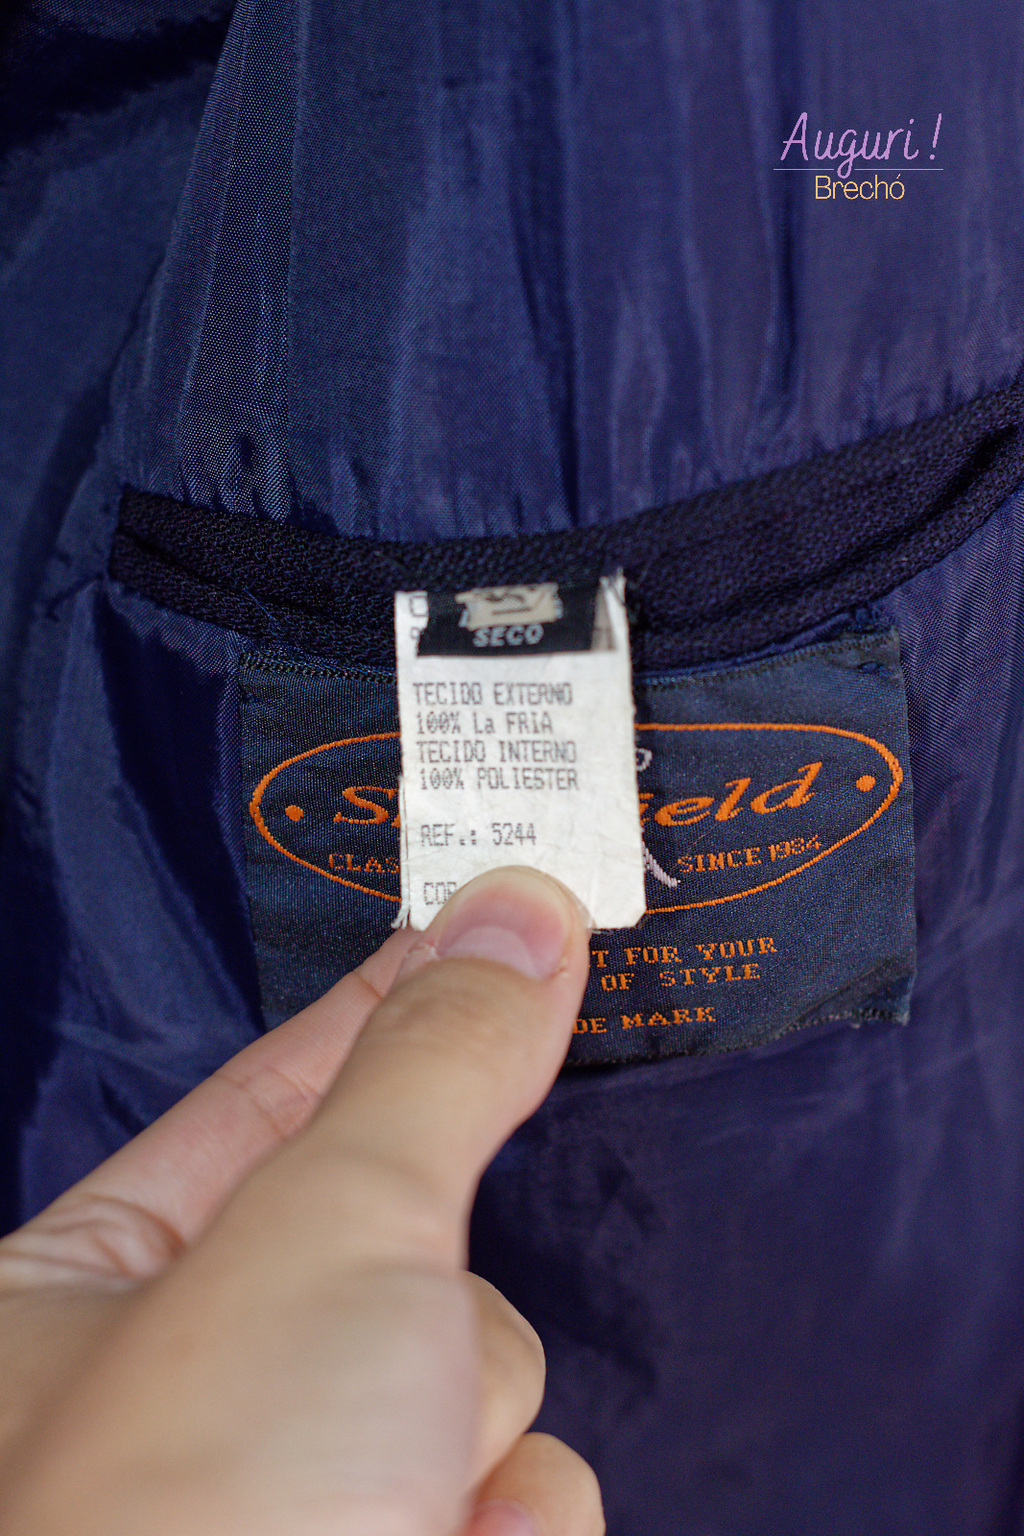 Auguri!
Brechó
SECO
TECIDO EXTERNO
100% La FRIA
TECIDO INTERNO
100% POLIESTER
REF.: 5244
SINCE 1984
FOR YOUR
OF STYLE
MARK